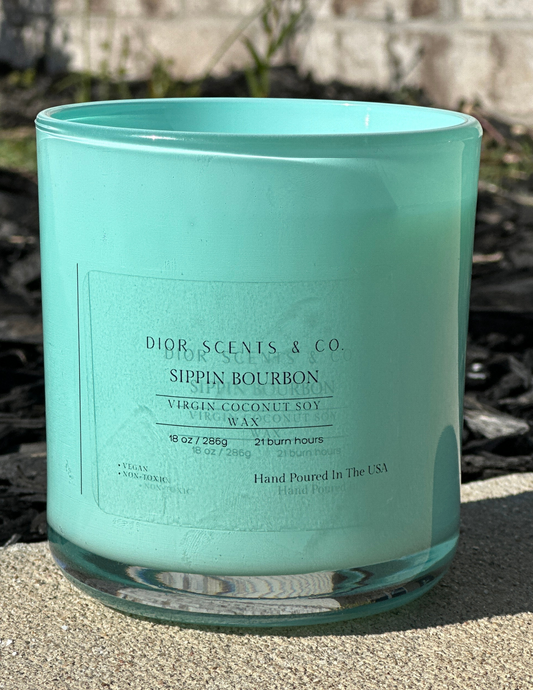 DIOR SCENTS & CO.
SIPPIN BOURBON
VIRGIN COCONUT SOY
WAX
18 oz / 286g 21 burn hours
• VEGAN
• NON-TOXIC
Hand Poured In The USA